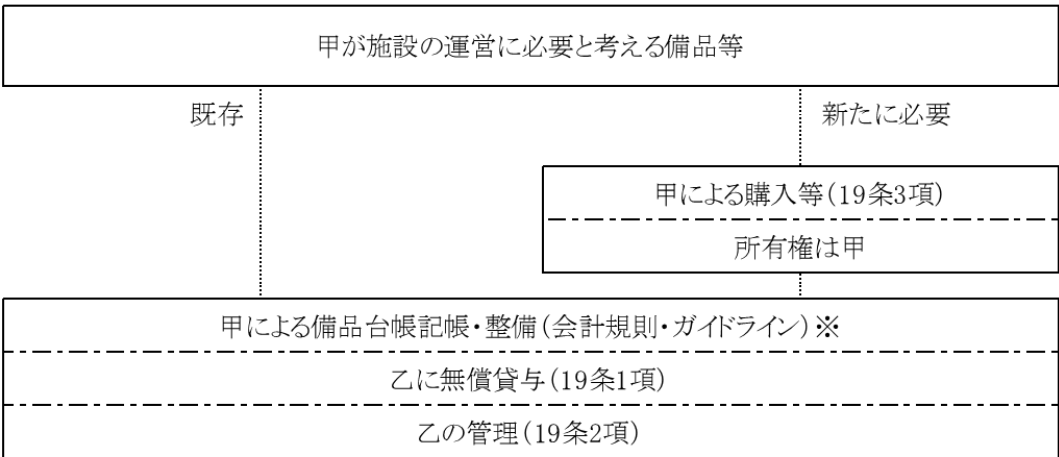 甲が施設の運営に必要と考える備品等
既存
新たに必要
甲による購入等(19条3項)
所有権は甲
甲による備品台帳記帳・整備(会計規則・ガイドライン)※
乙に無償貸与(19条1項)
乙の管理(19条2項)